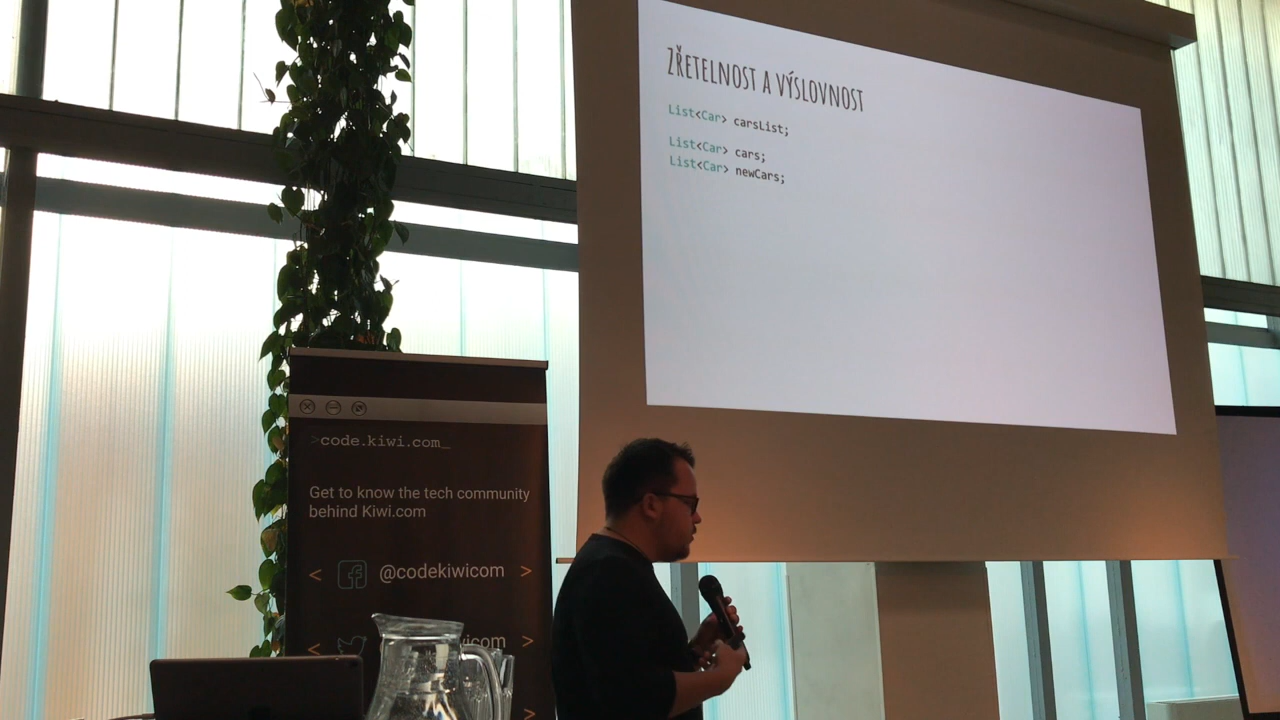 Zřetelnost a výslovnost
List<Car> carsList;
List<Car> cars;
List<Car> newCars;
>code.kiwi.com_
Get to know the tech community
behind Kiwi.com
< @codekiwicom >
< >
>